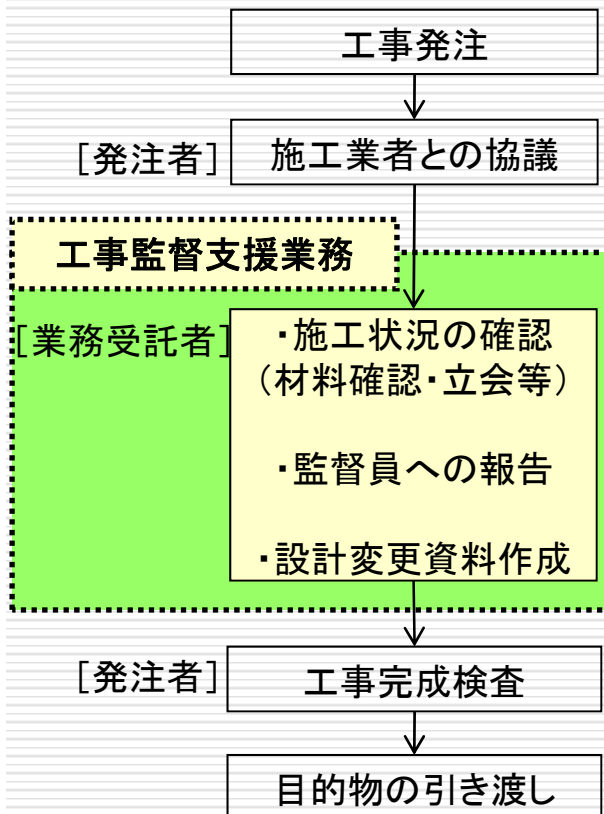 工事発注
[発注者]
施工業者との協議
工事監督支援業務
[業務受託者]
・施工状況の確認
（材料確認・立会等）
・監督員への報告
・設計変更資料作成
[発注者]
工事完成検査
目的物の引き渡し